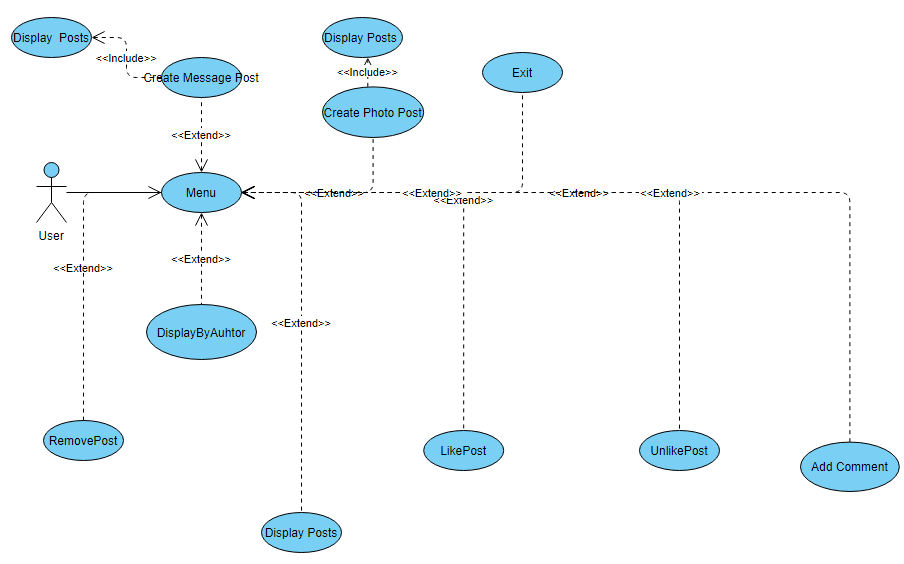 Display  Posts
Display Posts
<<Include>>
<<Include>>
Exit
Create Message Post
Create Photo Post
<<Extend>>
Menu
<<Extend>>
<<Extend>>
<<Extend>>
<<Extend>>
<<Extend>>
User
<<Extend>>
<<Extend>>
<<Extend>>
DisplayByAuhtor
RemovePost
LikePost
UnlikePost
Add Comment
Display Posts